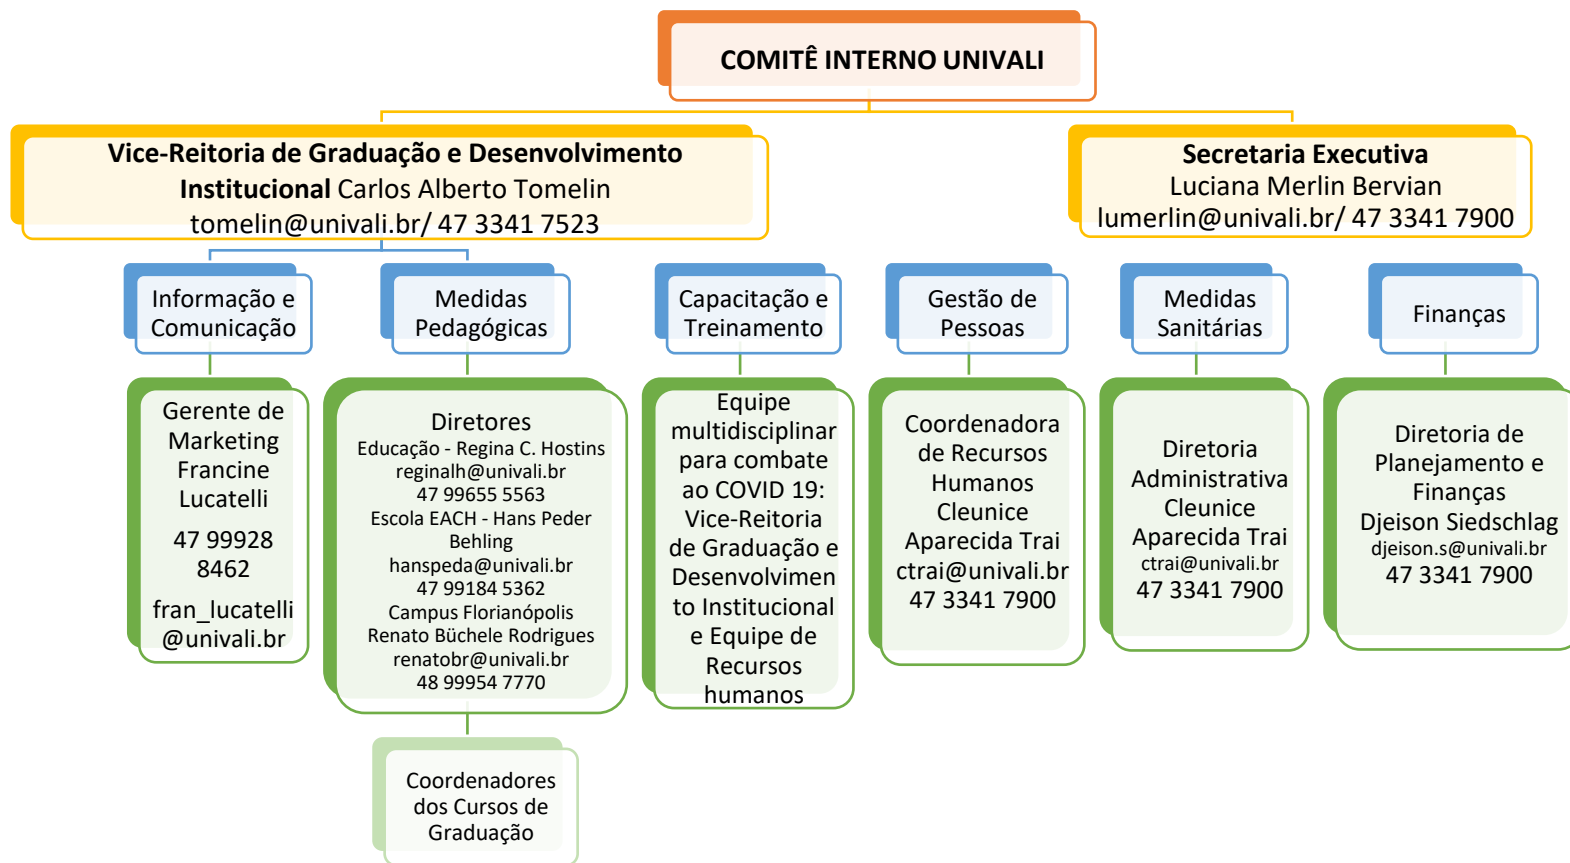 COMITÊ INTERNO UNIVALI
Vice-Reitoria de Graduação e Desenvolvimento
Institucional Carlos Alberto Tomelin
tomelin@univali.br/ 47 3341 7523
Secretaria Executiva
Luciana Merlin Bervian
lumerlin@univali.br/ 47 3341 7900
Informação e
Comunicação
Medidas
Pedagógicas
Capacitação e
Treinamento
Gestão de
Pessoas
Medidas
Sanitárias
Finanças
Gerente de
Marketing
Francine
Lucatelli
47 99928
8462
fran_lucatelli
@univali.br
Diretores
Educação - Regina C. Hostins
reginalh@univali.br
47 99655 5563
Escola EACH - Hans Peder
Behling
hanspeda@univali.br
47 99184 5362
Campus Florianópolis
Renato Büchele Rodrigues
renatobr@univali.br
48 99954 7770
Equipe
multidisciplinar
para combate
ao COVID 19:
Vice-Reitoria
de Graduação e
Desenvolvimen
to Institucional
e Equipe de
Recursos
humanos
Coordenadora
de Recursos
Humanos
Cleunice
Aparecida Trai
ctrai@univali.br
47 3341 7900
Diretoria
Administrativa
Cleunice
Aparecida Trai
ctrai@univali.br
47 3341 7900
Diretoria de
Planejamento e
Finanças
Djeison Siedschlag
djeison.s@univali.br
47 3341 7900
Coordenadores
dos Cursos de
Graduação